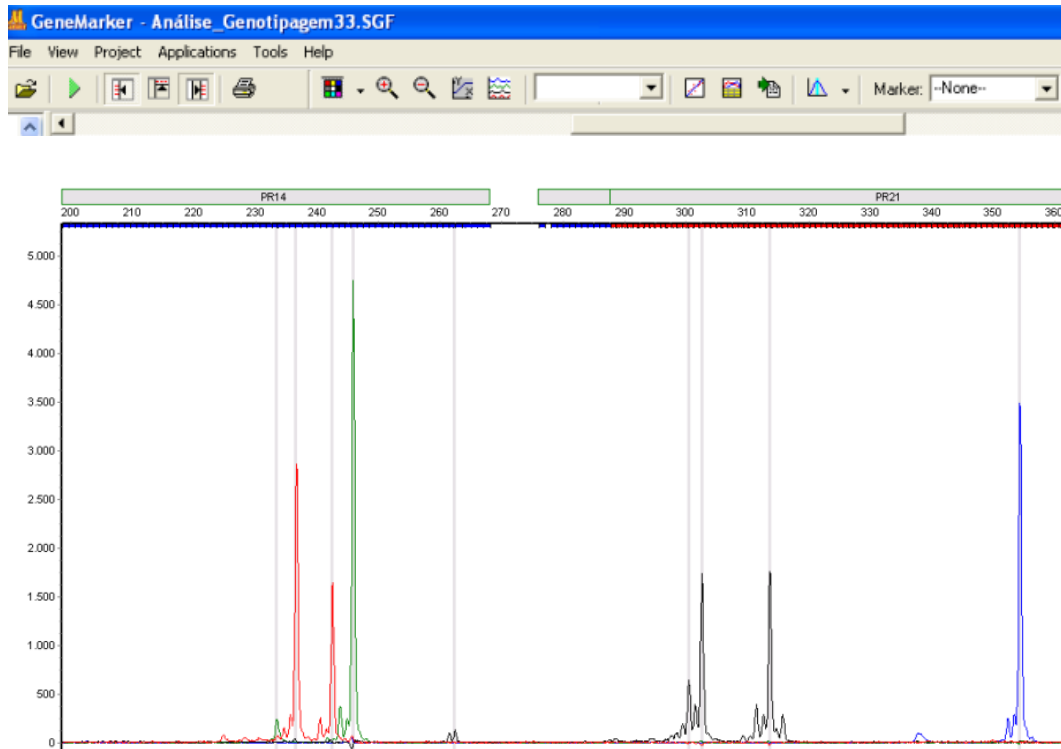 GeneMarker - Análise_Genotipagem33.SGF
File View Project Applications Tools Help
Marker: --None--
PR14 PR21
200 210 220 230 240 250 260 270 280 290 300 310 320 330 340 350 360
5.000
4.500
4.000
3.500
3.000
2.500
2.000
1.500
1.000
500
0